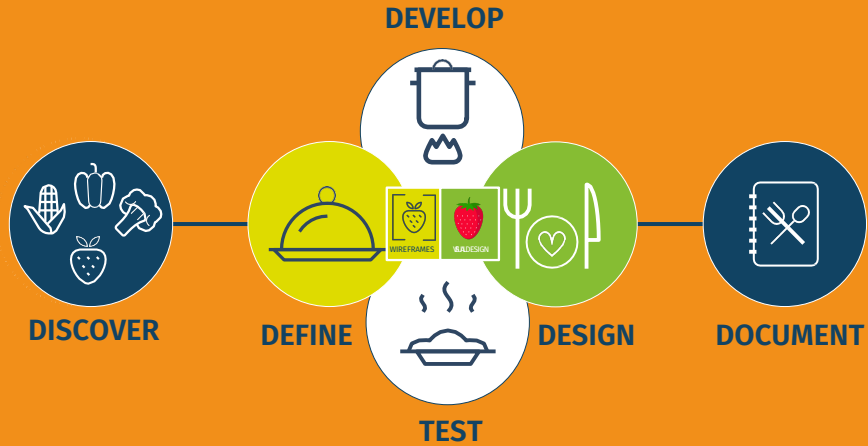 DEVELOP
WIREFRAMES
DISCOVER
DEFINE
DESIGN
DOCUMENT
TEST